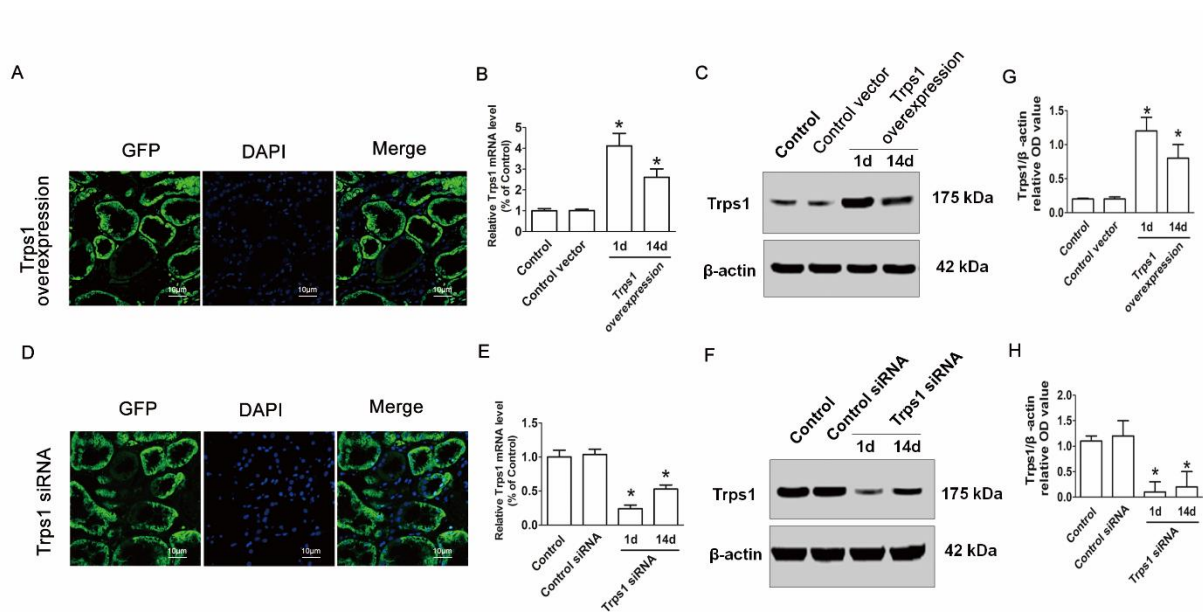 A
Trps1
overexpression
GFP DAPI Merge
10μm 10μm 10μm
B
Relative Trps1 mRNA level
(% of Control)
5
4
3
2
1
0
* *
Control
Control vector
1d 14d
Trps1
overexpression
C
Control
Control vector
Trps1
overexpression
1d 14d
Trps1 175 kDa
β-actin 42 kDa
G
Trps1/β -actin
relative OD value
2.0
1.5
1.0
0.5
0.0
* *
Control
Control vector
1d 14d
Trps1
overexpression
D
Trps1 siRNA
GFP DAPI Merge
10μm 10μm 10μm
E
Relative Trps1 mRNA level
(% of Control)
1.5
1.0
0.5
0.0
* *
Control
Control siRNA
1d 14d
Trps1 siRNA
F
Control
Control siRNA
Trps1 siRNA
1d 14d
Trps1 175 kDa
β-actin 42 kDa
H
Trps1/β -actin
relative OD value
2.0
1.5
1.0
0.5
0.0
* *
Control
Control siRNA
1d 14d
Trps1 siRNA